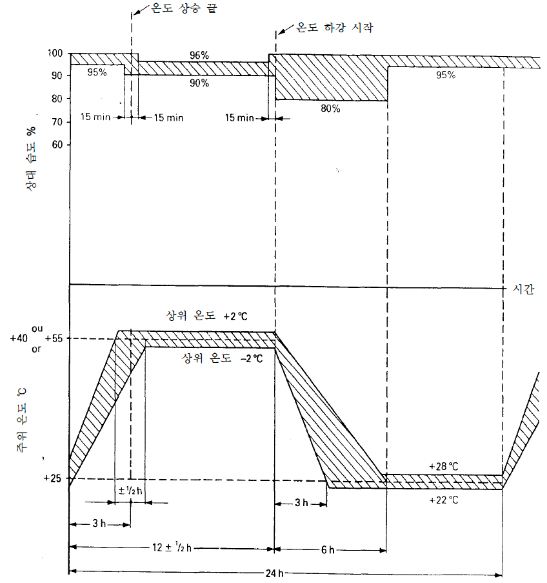 온도 상승 끝
온도 하강 시작
100
96%
90
95%
90%
95%
80
80%
15 min
15 min
15 min
70
60
상대 습도 %
시간
상위 온도 +2℃
+40 ou or +55
상위 온도 −2℃
주위 온도 ℃
+28℃
+25
+22℃
± ½ h
3 h
3 h
12 ± ½ h
6 h
24 h